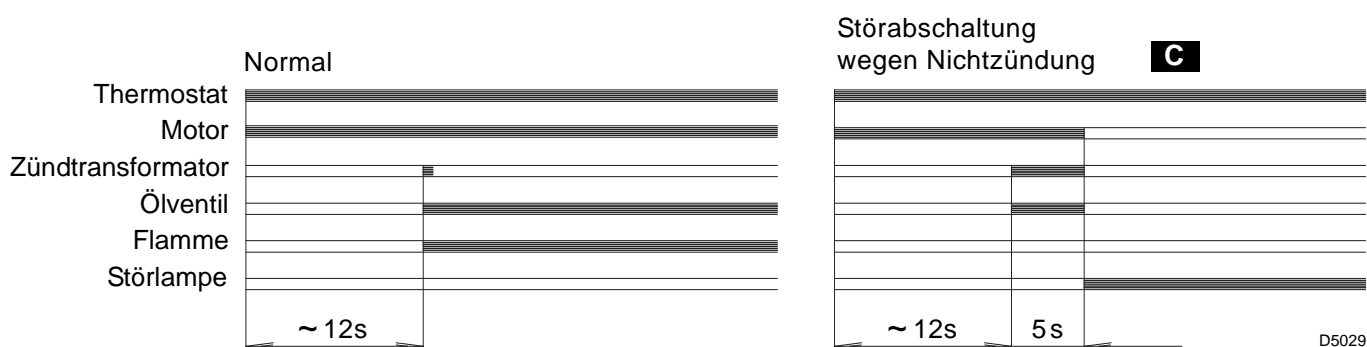 Normal
Thermostat
Motor
Zündtransformator
Ölventil
Flamme
Störlampe
~ 12s
Störabschaltung
wegen Nichtzündung C
~ 12s 5s
D5029